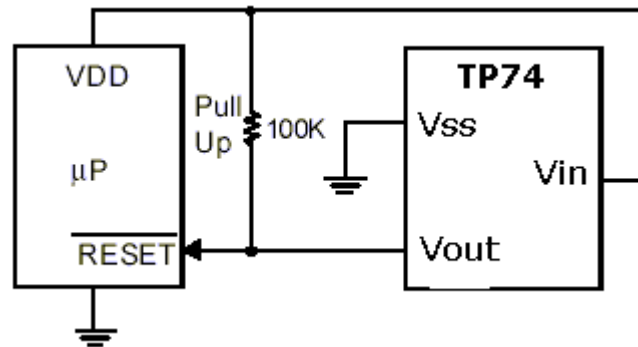 VDD
TP74
Pull
Up
100K
Vss
μP
Vin
RESET
Vout